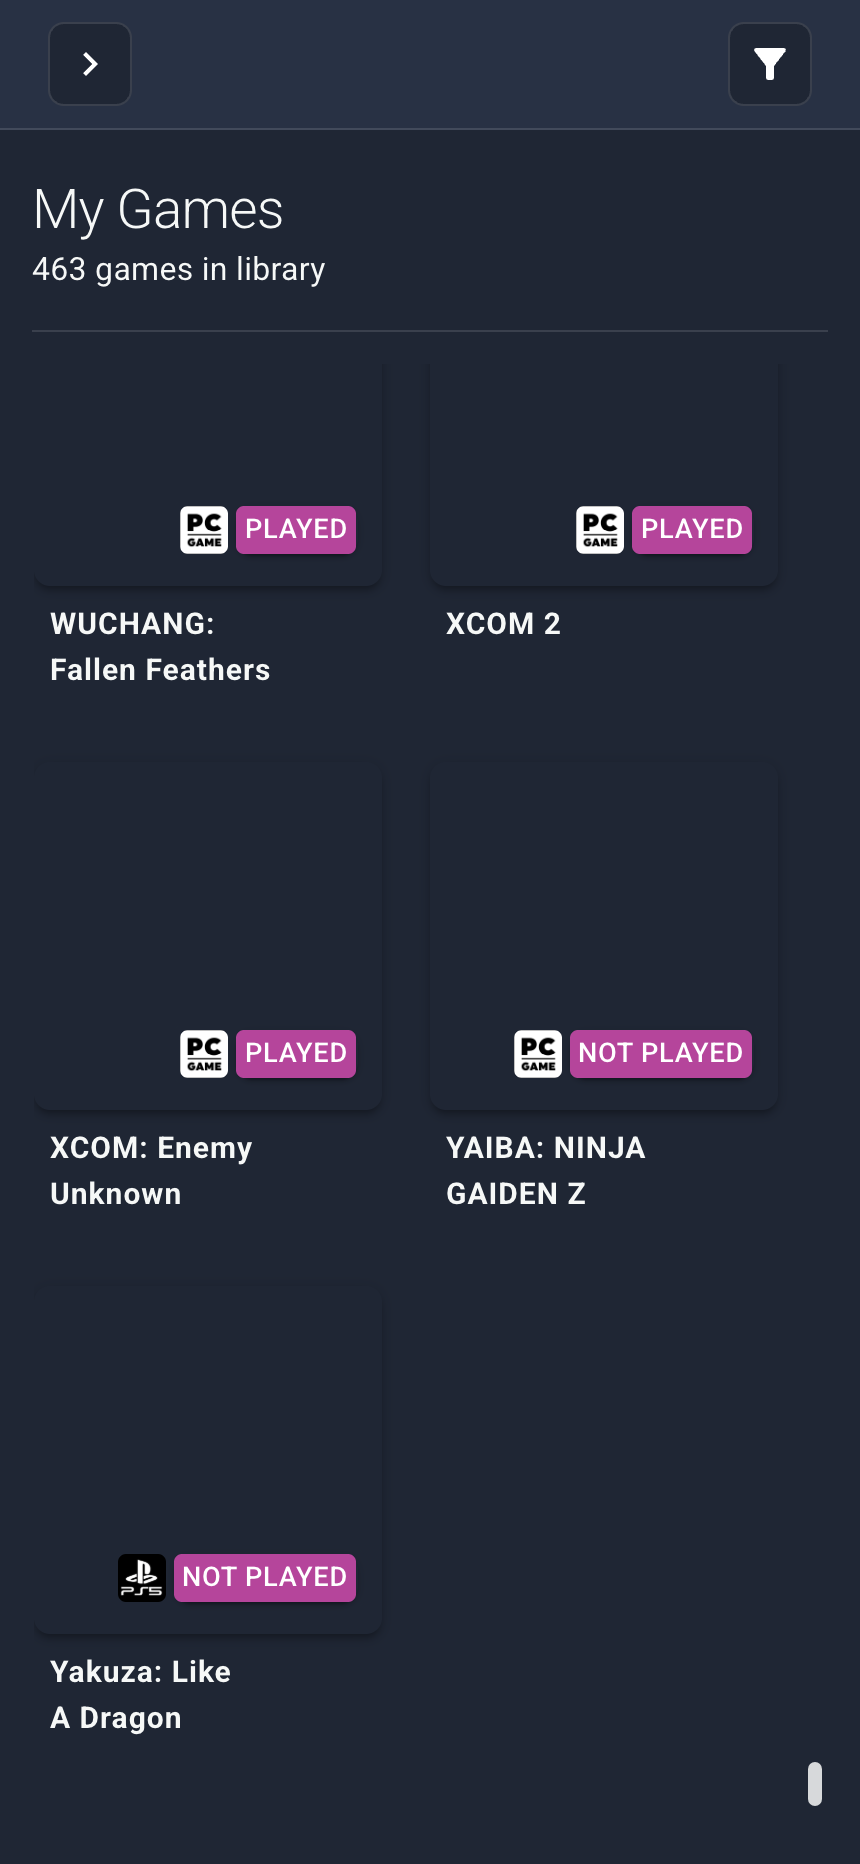 My Games
463 games in library
PC
GAME
PLAYED
PC
GAME
PLAYED
WUCHANG:
Fallen Feathers
XCOM 2
PC
GAME
PLAYED
PC
GAME
NOT PLAYED
XCOM: Enemy
Unknown
YAIBA: NINJA
GAIDEN Z
PS5
NOT PLAYED
Yakuza: Like
A Dragon